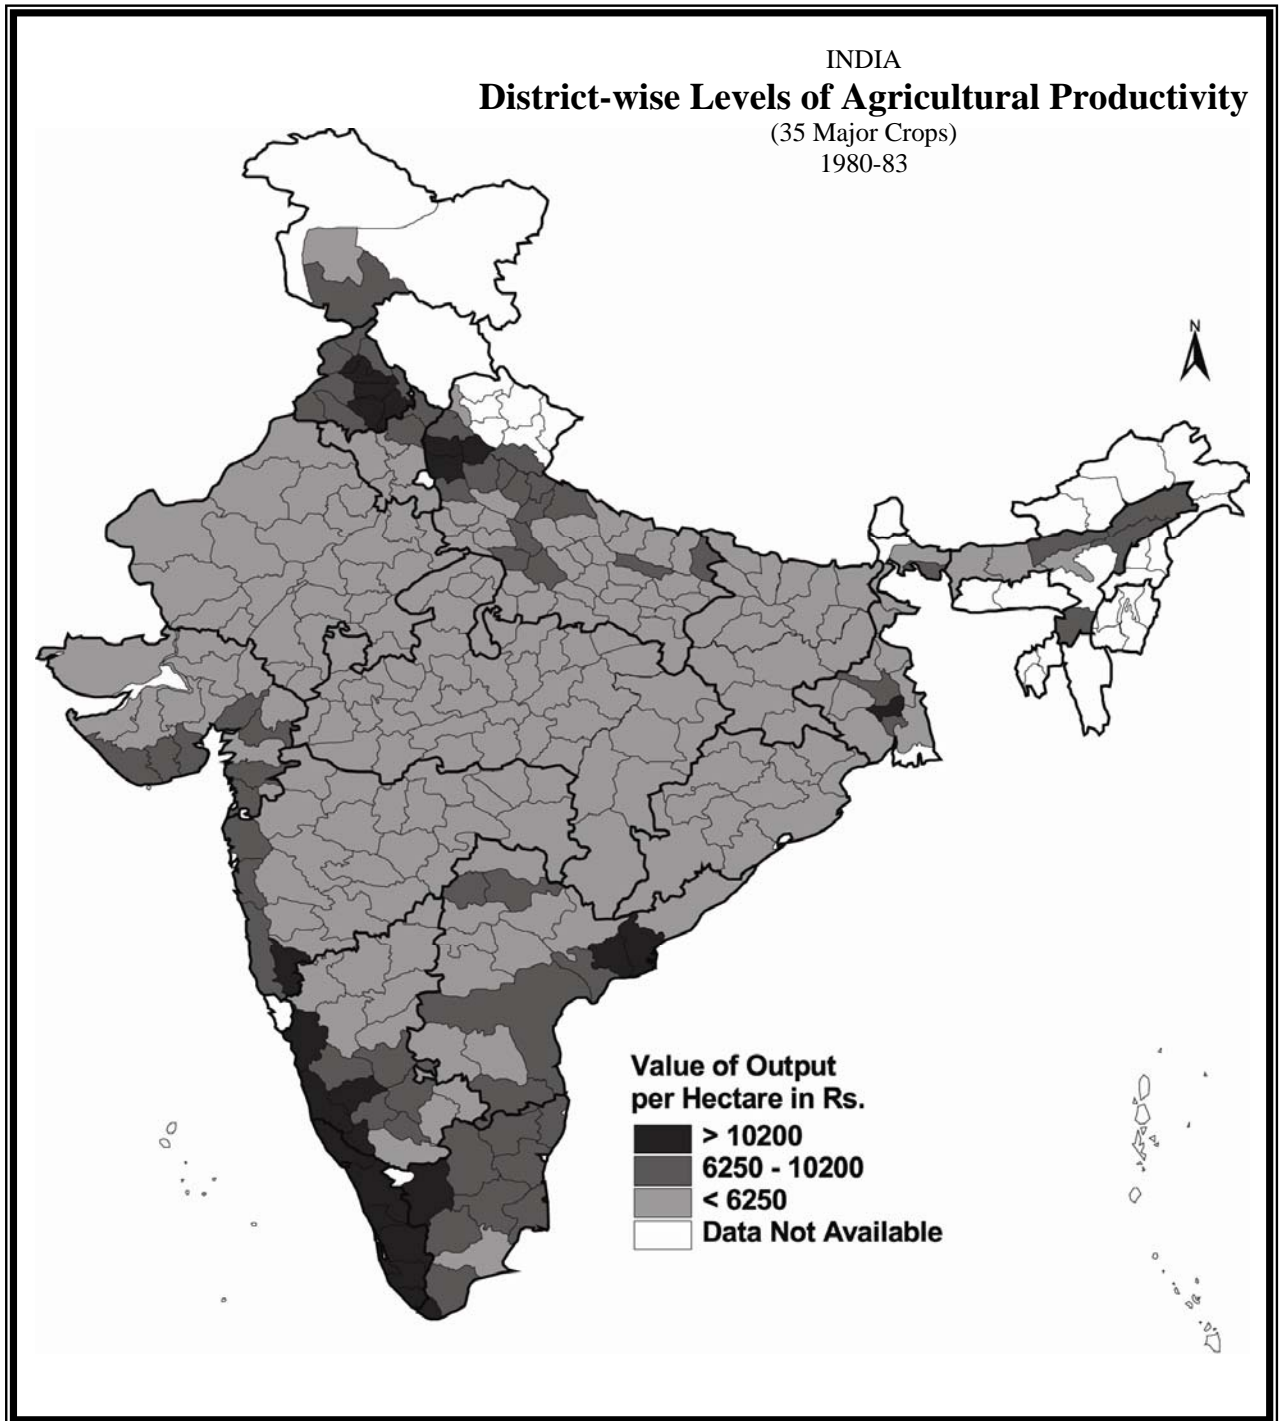 INDIA
District-wise Levels of Agricultural Productivity
(35 Major Crops)
1980-83
N
Value of Output
per Hectare in Rs.
> 10200
6250 - 10200
< 6250
Data Not Available